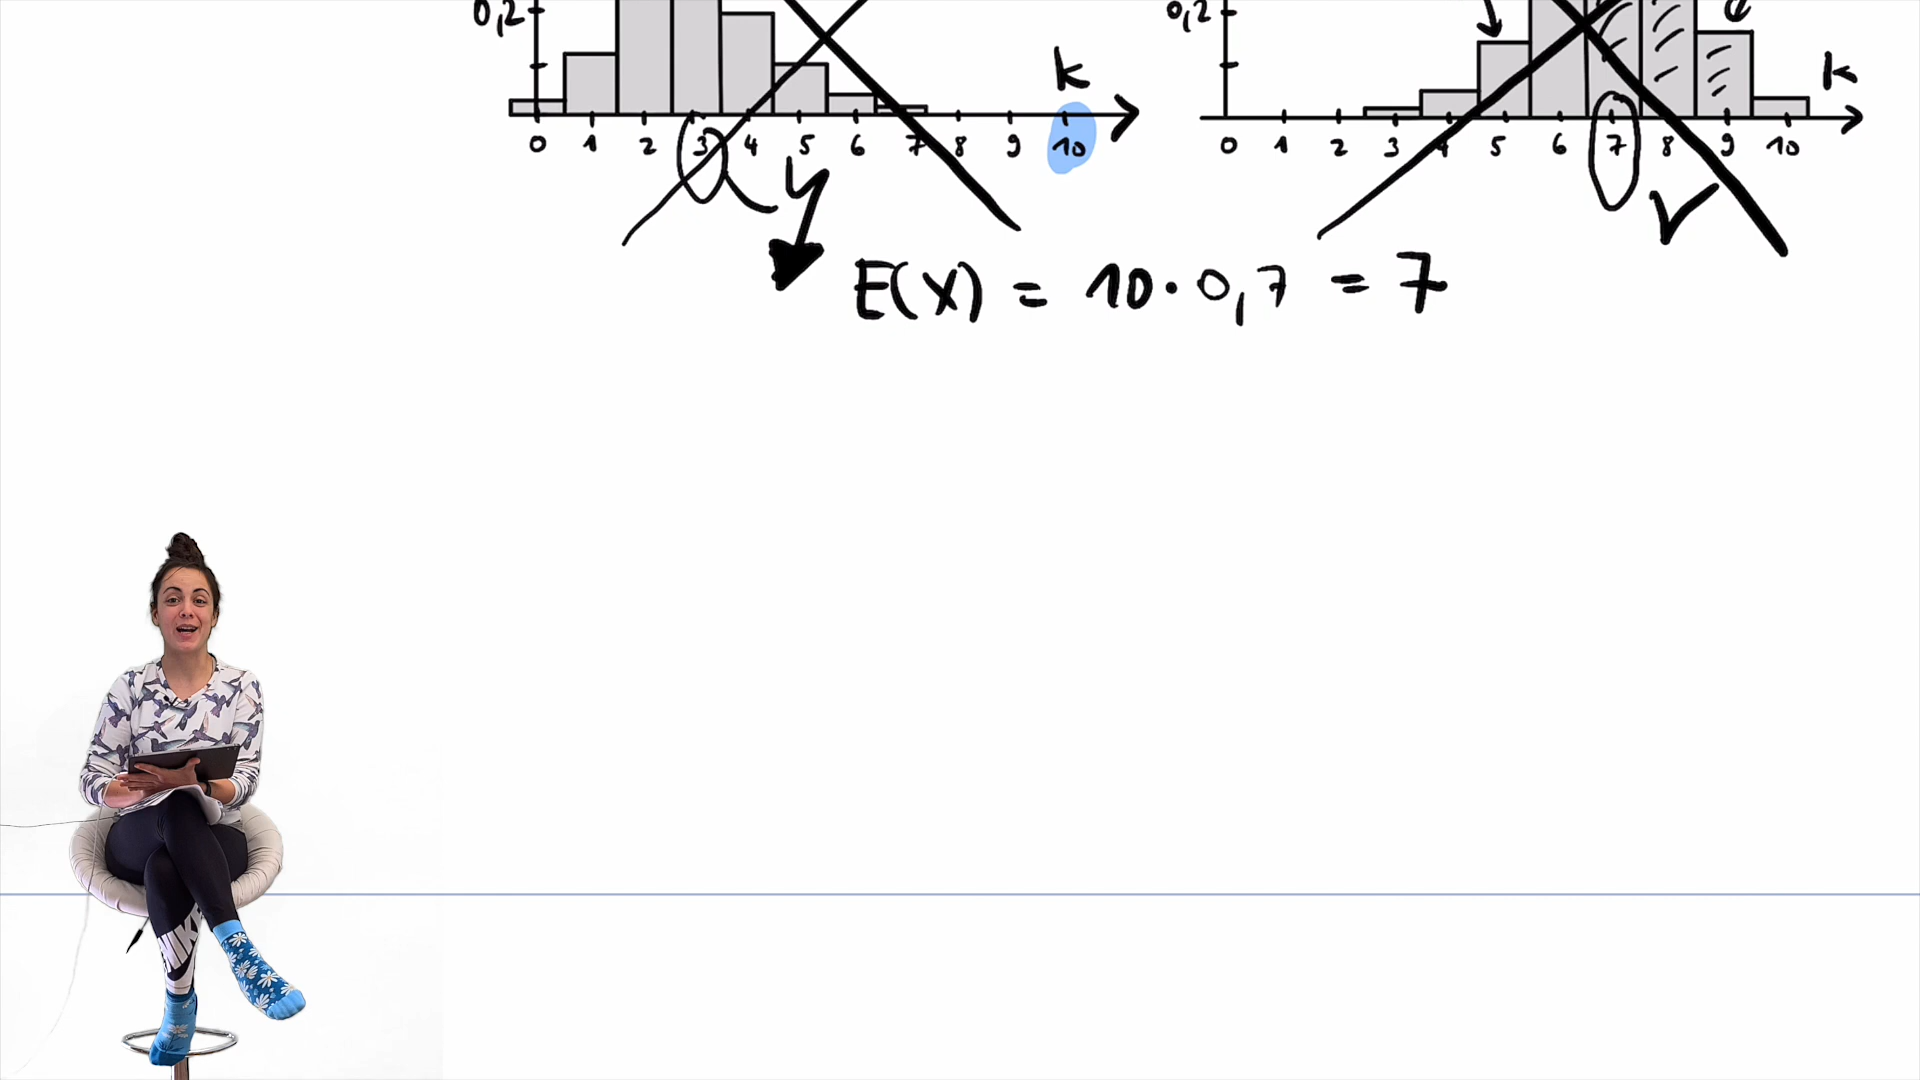 0,2 k
0 1 2 3 4 5 6 7 8 9 10
0,2 k
0 1 2 3 4 5 6 7 8 9 10
E(X) = 10 · 0,7 = 7
NIKE